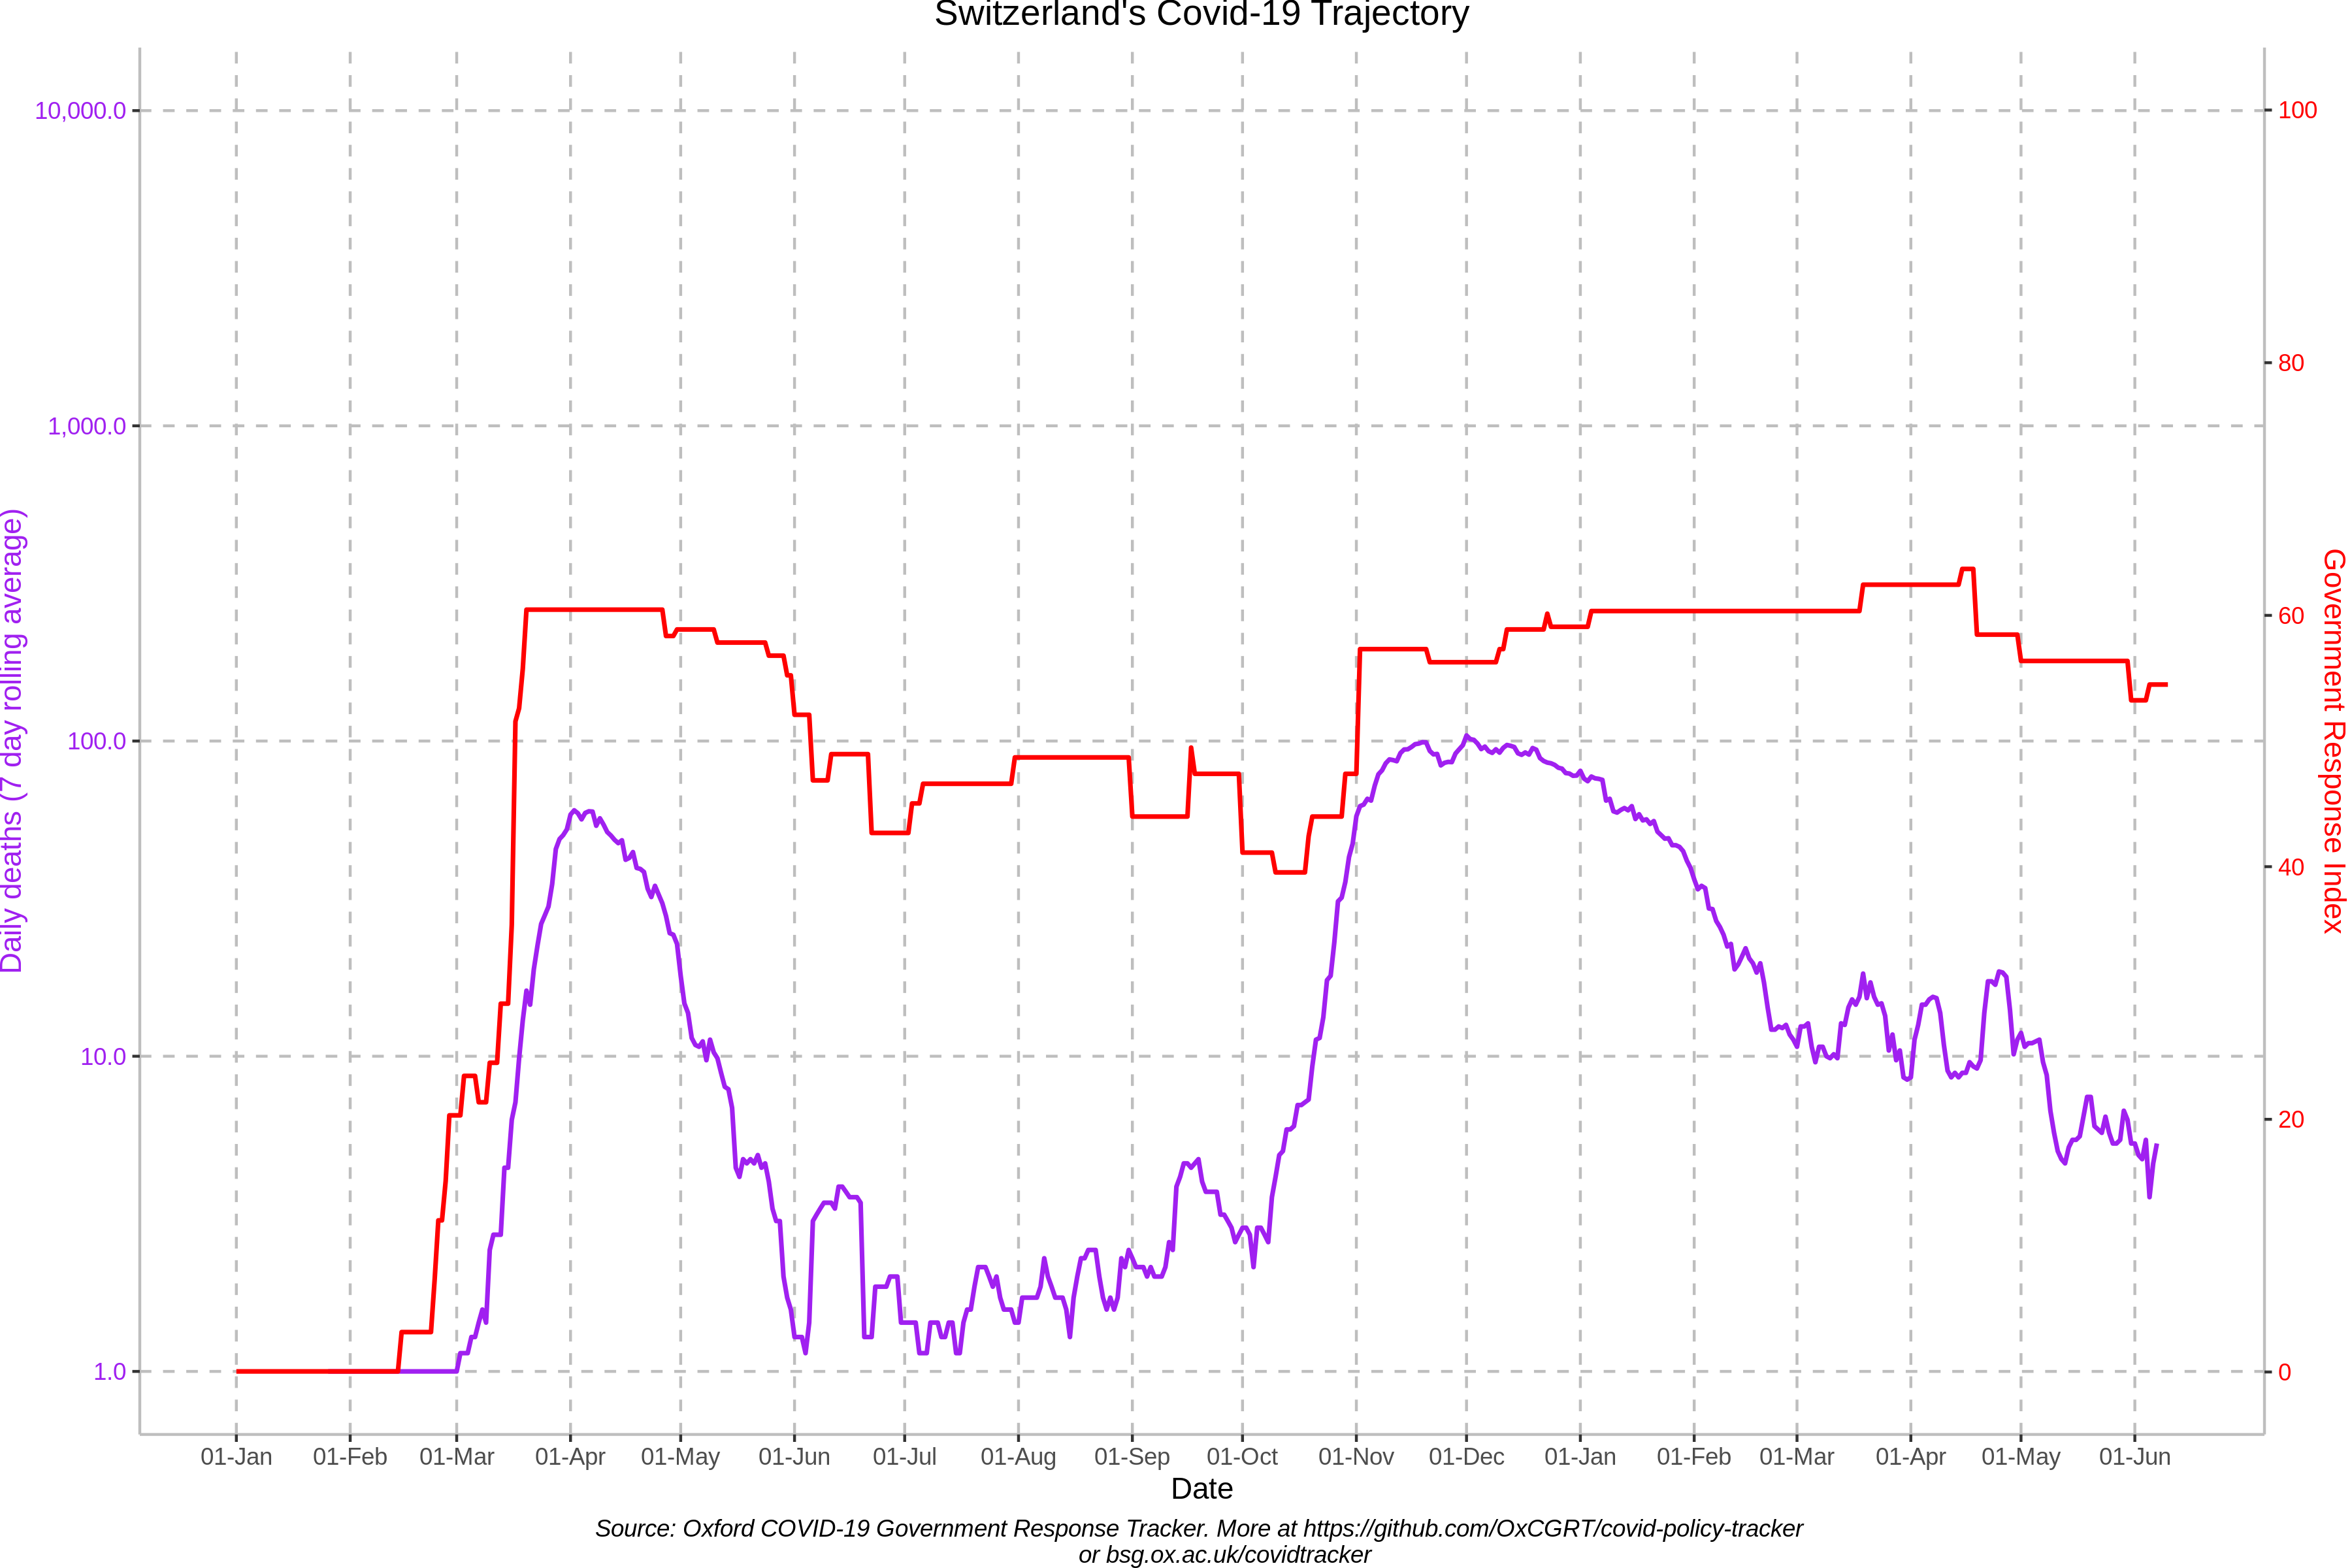 Switzerland's Covid-19 Trajectory
10,000.0
1,000.0
100.0
10.0
1.0
Daily deaths (7 day rolling average)
100
80
60
40
20
0
Government Response Index
01-Jan 01-Feb 01-Mar 01-Apr 01-May 01-Jun 01-Jul 01-Aug 01-Sep 01-Oct 01-Nov 01-Dec 01-Jan 01-Feb 01-Mar 01-Apr 01-May 01-Jun
Date
Source: Oxford COVID-19 Government Response Tracker. More at https://github.com/OxCGRT/covid-policy-tracker
or bsg.ox.ac.uk/covidtracker